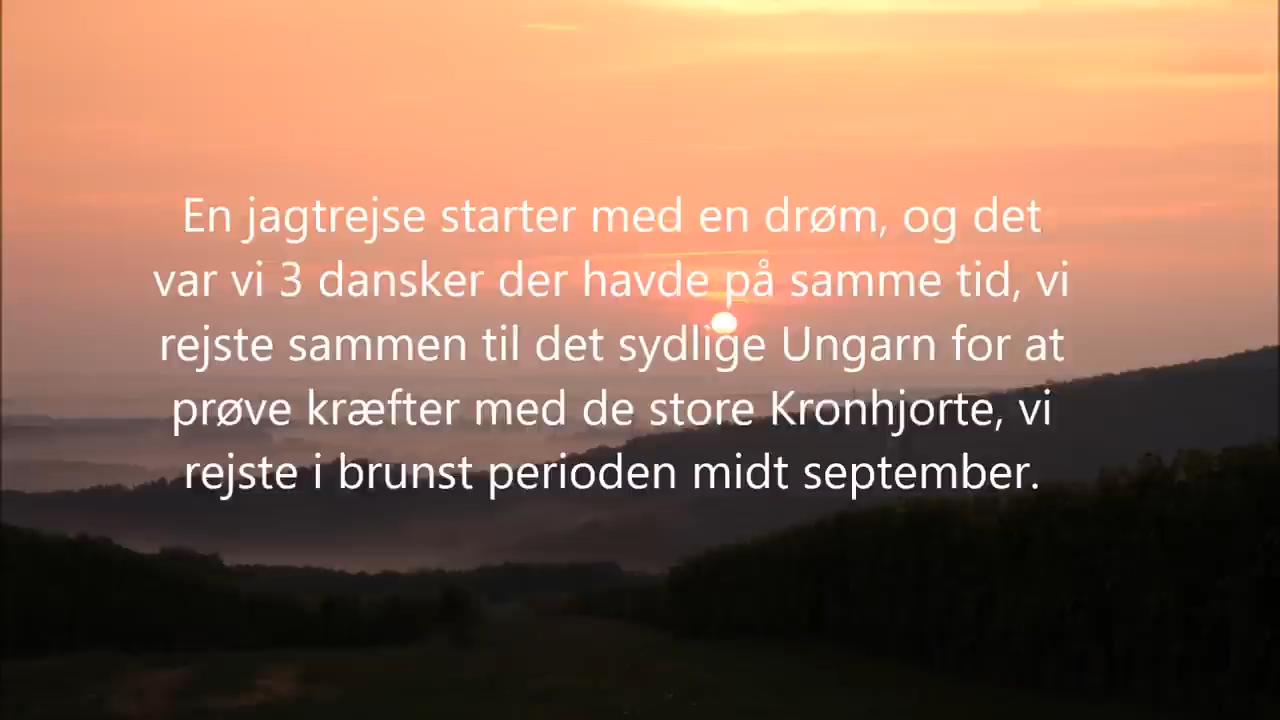 En jagtrejse starter med en drøm, og det
var vi 3 dansker der havde på samme tid, vi
rejste sammen til det sydlige Ungarn for at
prøve kræfter med de store Kronhjorte, vi
rejste i brunst perioden midt september.